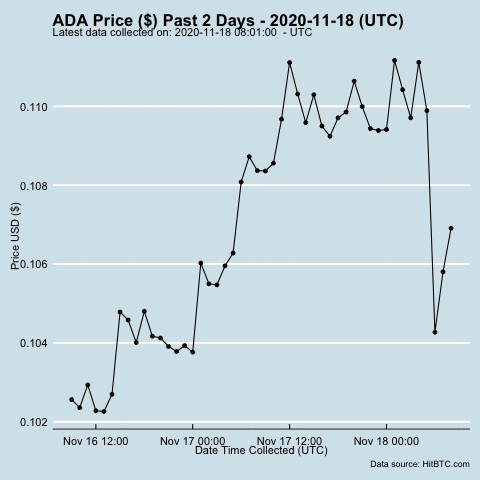 ADA Price ($) Past 2 Days - 2020-11-18 (UTC)
Latest data collected on: 2020-11-18 08:01:00 - UTC
0.110
0.108
0.106
0.104
0.102
Price USD ($)
Nov 16 12:00 Nov 17 00:00 Nov 17 12:00 Nov 18 00:00
Date Time Collected (UTC)
Data source: HitBTC.com